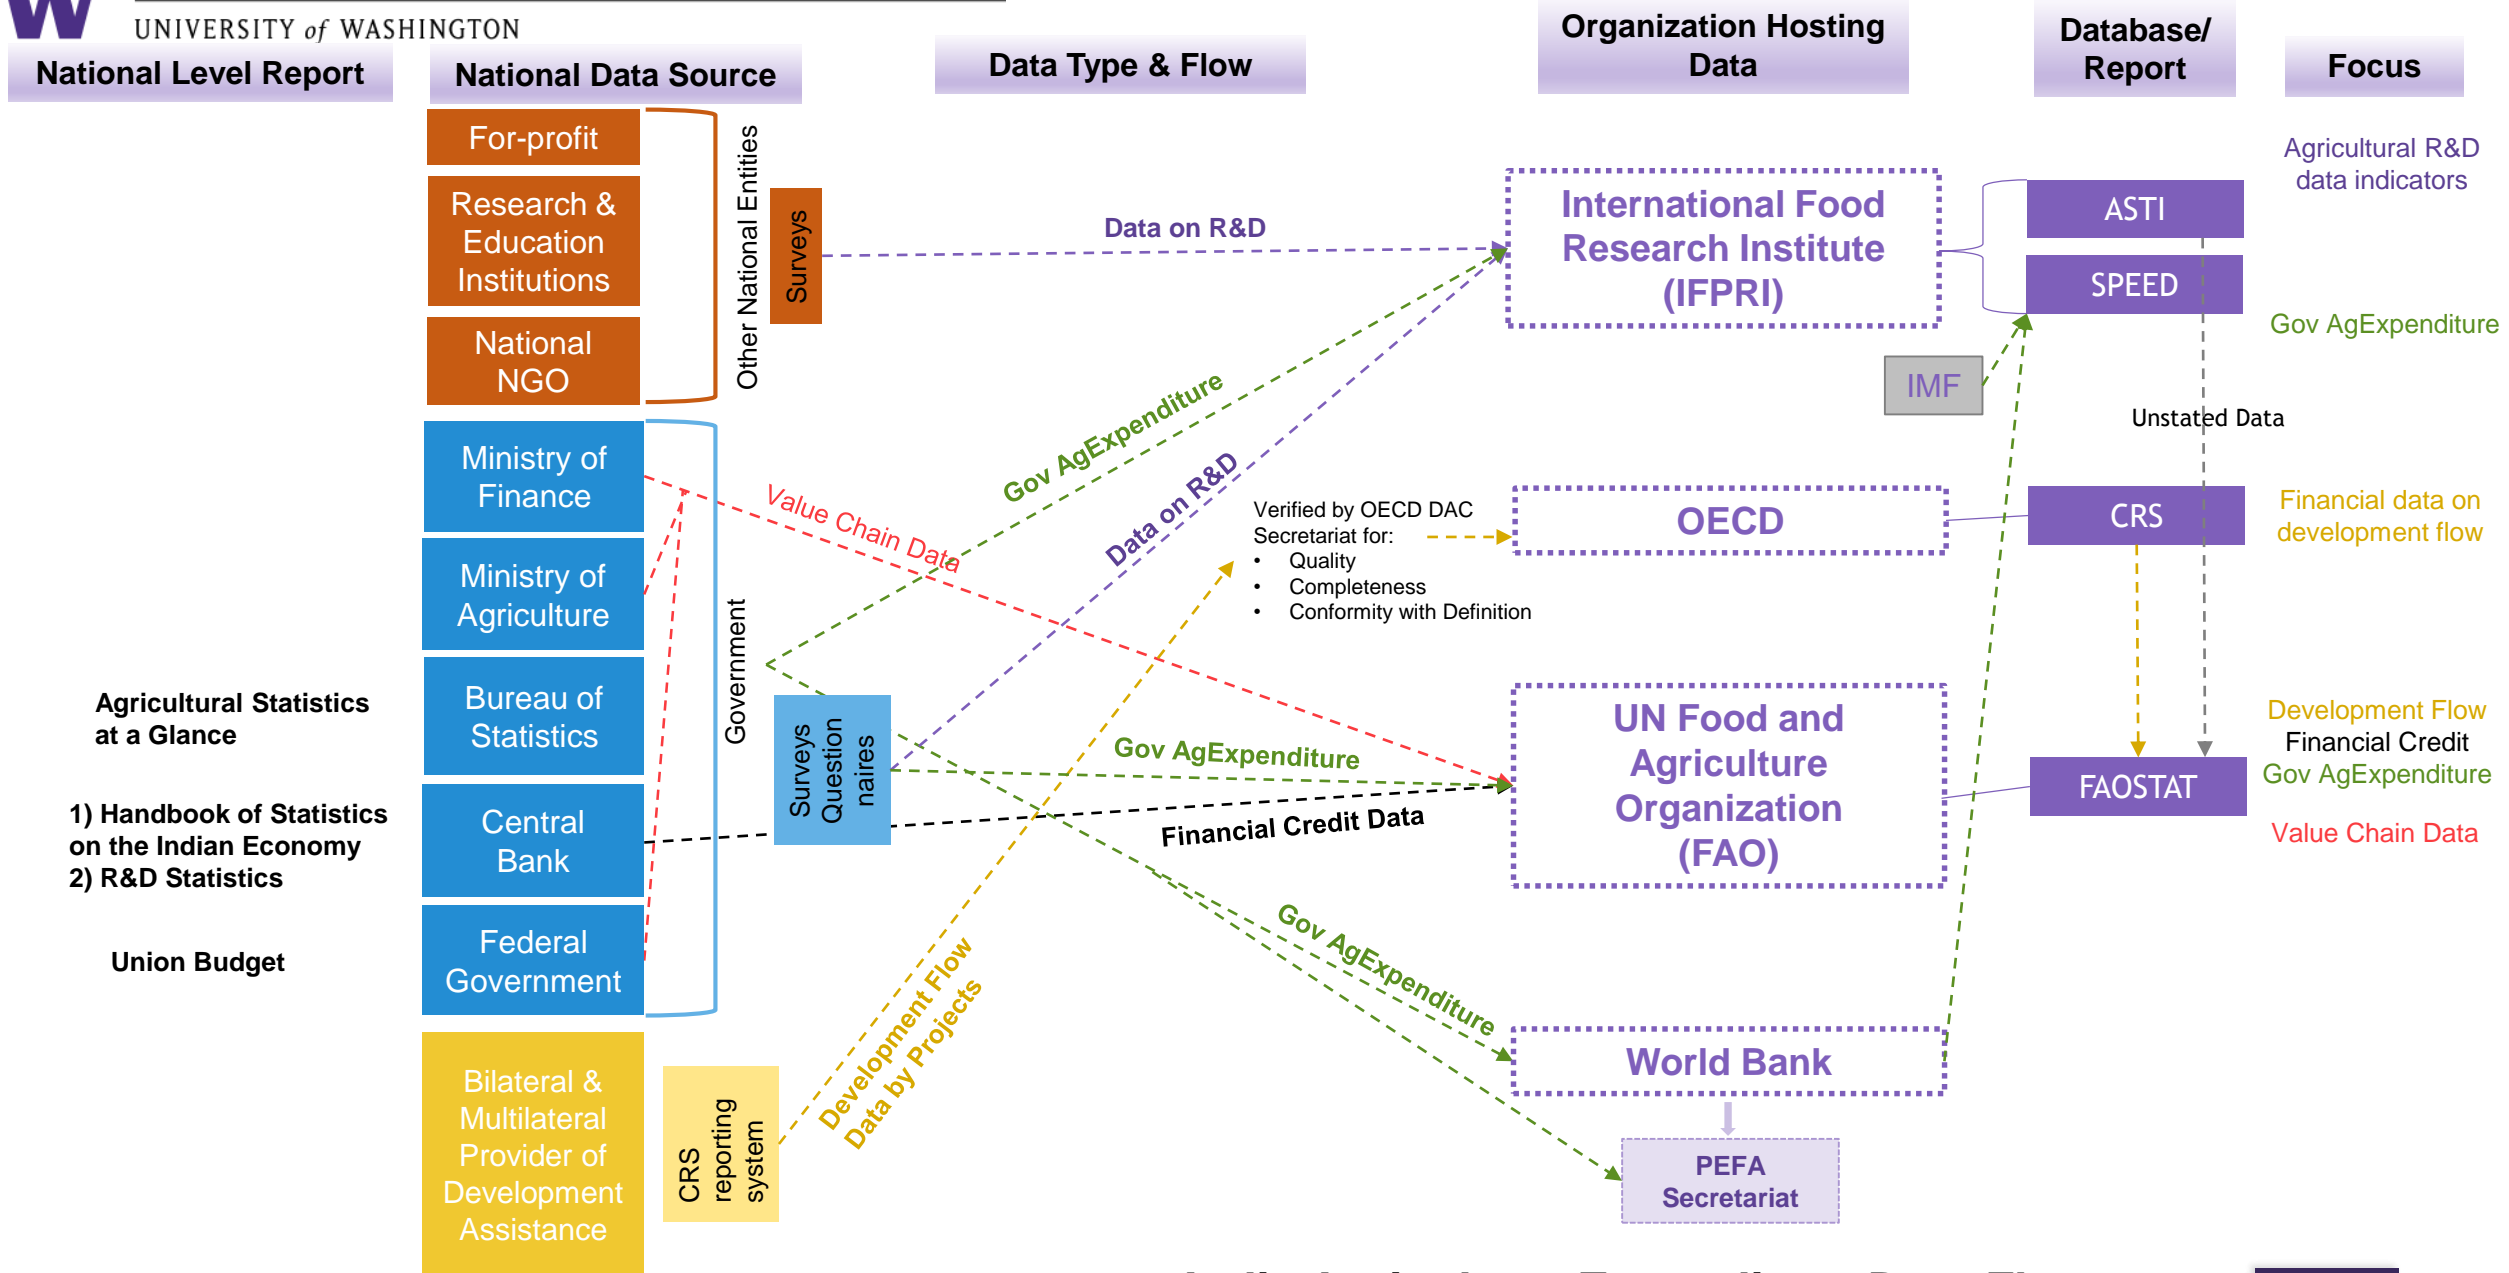 UNIVERSITY of WASHINGTON
National Level Report
National Data Source
Data Type & Flow
Organization Hosting
Data
Database/
Report
Focus
For-profit
Research &
Education
Institutions
National
NGO
Other National Entities
Surveys
Ministry of
Finance
Ministry of
Agriculture
Bureau of
Statistics
Central
Bank
Federal
Government
Government
Surveys
Question
naires
Bilateral &
Multilateral
Provider of
Development
Assistance
CRS
reporting
system
Agricultural Statistics
at a Glance
1) Handbook of Statistics
on the Indian Economy
2) R&D Statistics
Union Budget
Data on R&D
Gov AgExpenditure
Data on R&D
Value Chain Data
Verified by OECD DAC
Secretariat for:
• Quality
• Completeness
• Conformity with Definition
Gov AgExpenditure
Financial Credit Data
Gov AgExpenditure
Development Flow
Data by Projects
International Food
Research Institute
(IFPRI)
OECD
UN Food and
Agriculture
Organization
(FAO)
World Bank
PEFA
Secretariat
IMF
ASTI
SPEED
Unstated Data
CRS
FAOSTAT
Agricultural R&D
data indicators
Gov AgExpenditure
Financial data on
development flow
Development Flow
Financial Credit
Gov AgExpenditure
Value Chain Data